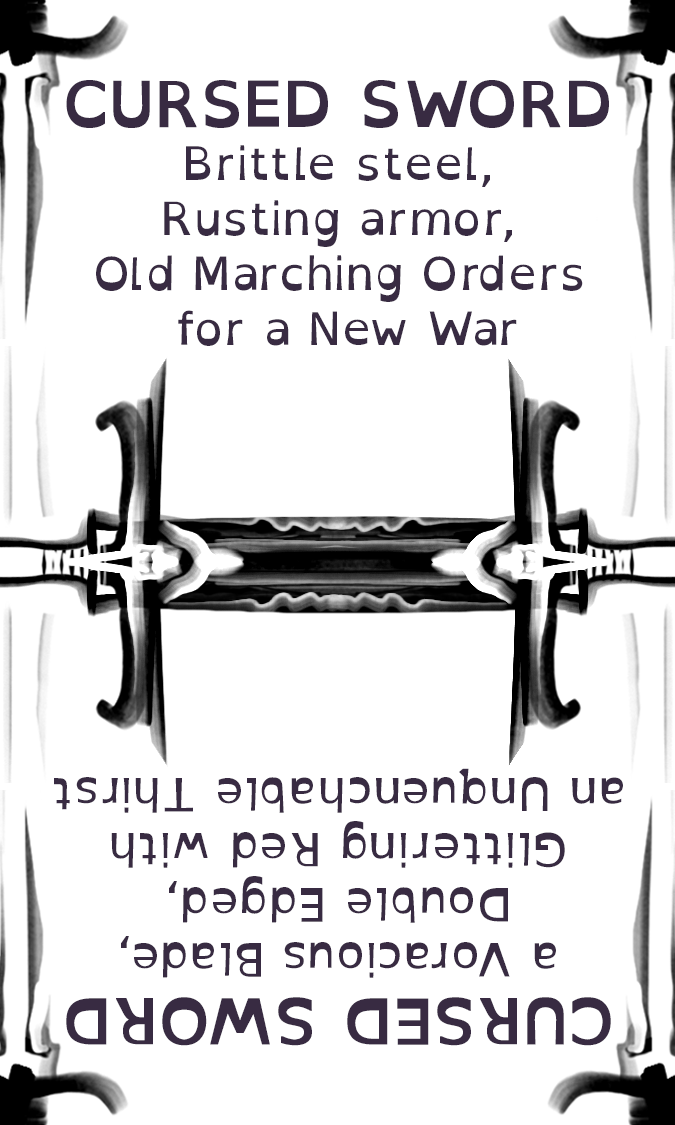 CURSED SWORD
Brittle steel,
Rusting armor,
Old Marching Orders
for a New War
CURSED SWORD
a Voracious Blade,
Double Edged,
Glittering Red with
an Unquenchable Thirst